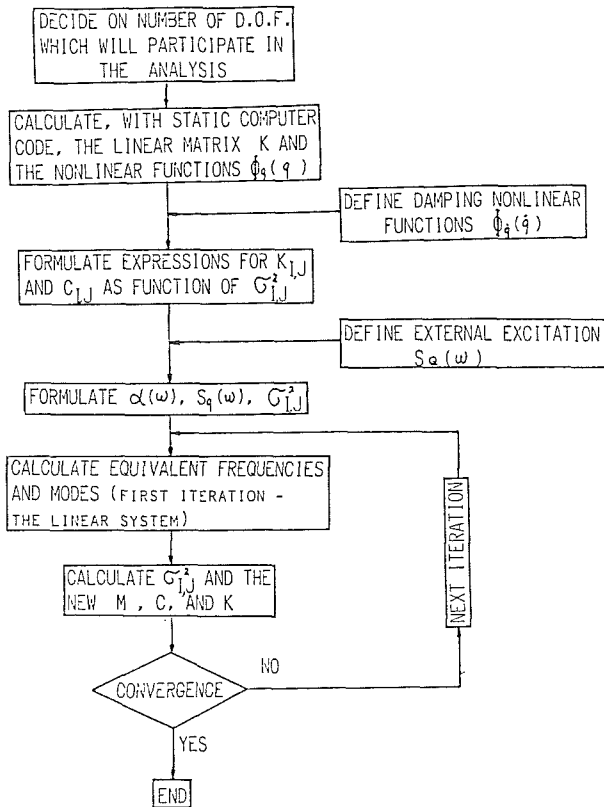 DECIDE ON NUMBER OF D.O.F.
WHICH WILL PARTICIPATE IN
THE ANALYSIS
CALCULATE, WITH STATIC COMPUTER
CODE, THE LINEAR MATRIX K AND
THE NONLINEAR FUNCTIONS ϕq(q)
DEFINE DAMPING NONLINEAR
FUNCTIONS ϕq̇(q̇)
FORMULATE EXPRESSIONS FOR KI,J
AND CI,J AS FUNCTION OF σ²I,J
DEFINE EXTERNAL EXCITATION
SQ(ω)
FORMULATE α(ω), Sq(ω), σ²I,J
CALCULATE EQUIVALENT FREQUENCIES
AND MODES (FIRST ITERATION -
THE LINEAR SYSTEM)
CALCULATE σ²I,J AND THE
NEW M , C, AND K
NEXT ITERATION
CONVERGENCE
NO
YES
END